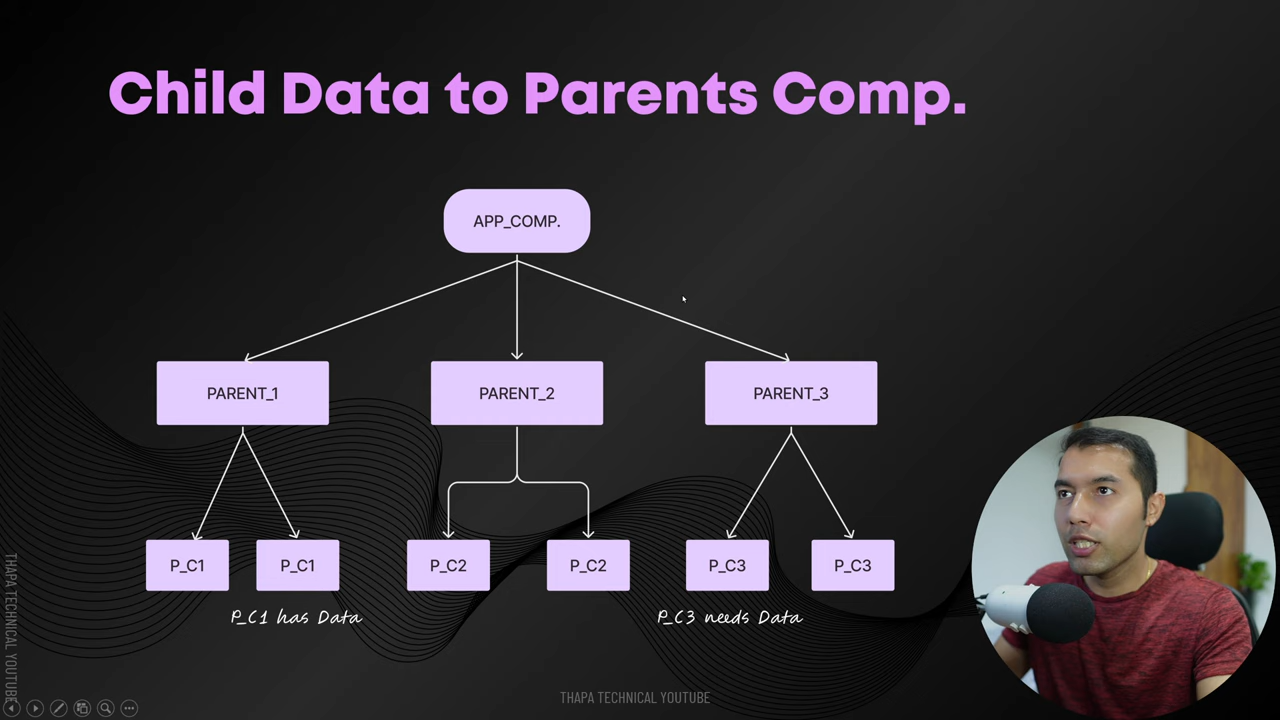 Child Data to Parents Comp.
APP_COMP.
PARENT_1
PARENT_2
PARENT_3
P_C1
P_C1
P_C2
P_C2
P_C3
P_C3
P_C1 has Data
P_C3 needs Data
THAPA TECHNICAL YOUTUBE
THAPA TECHNICAL YOUTUBE